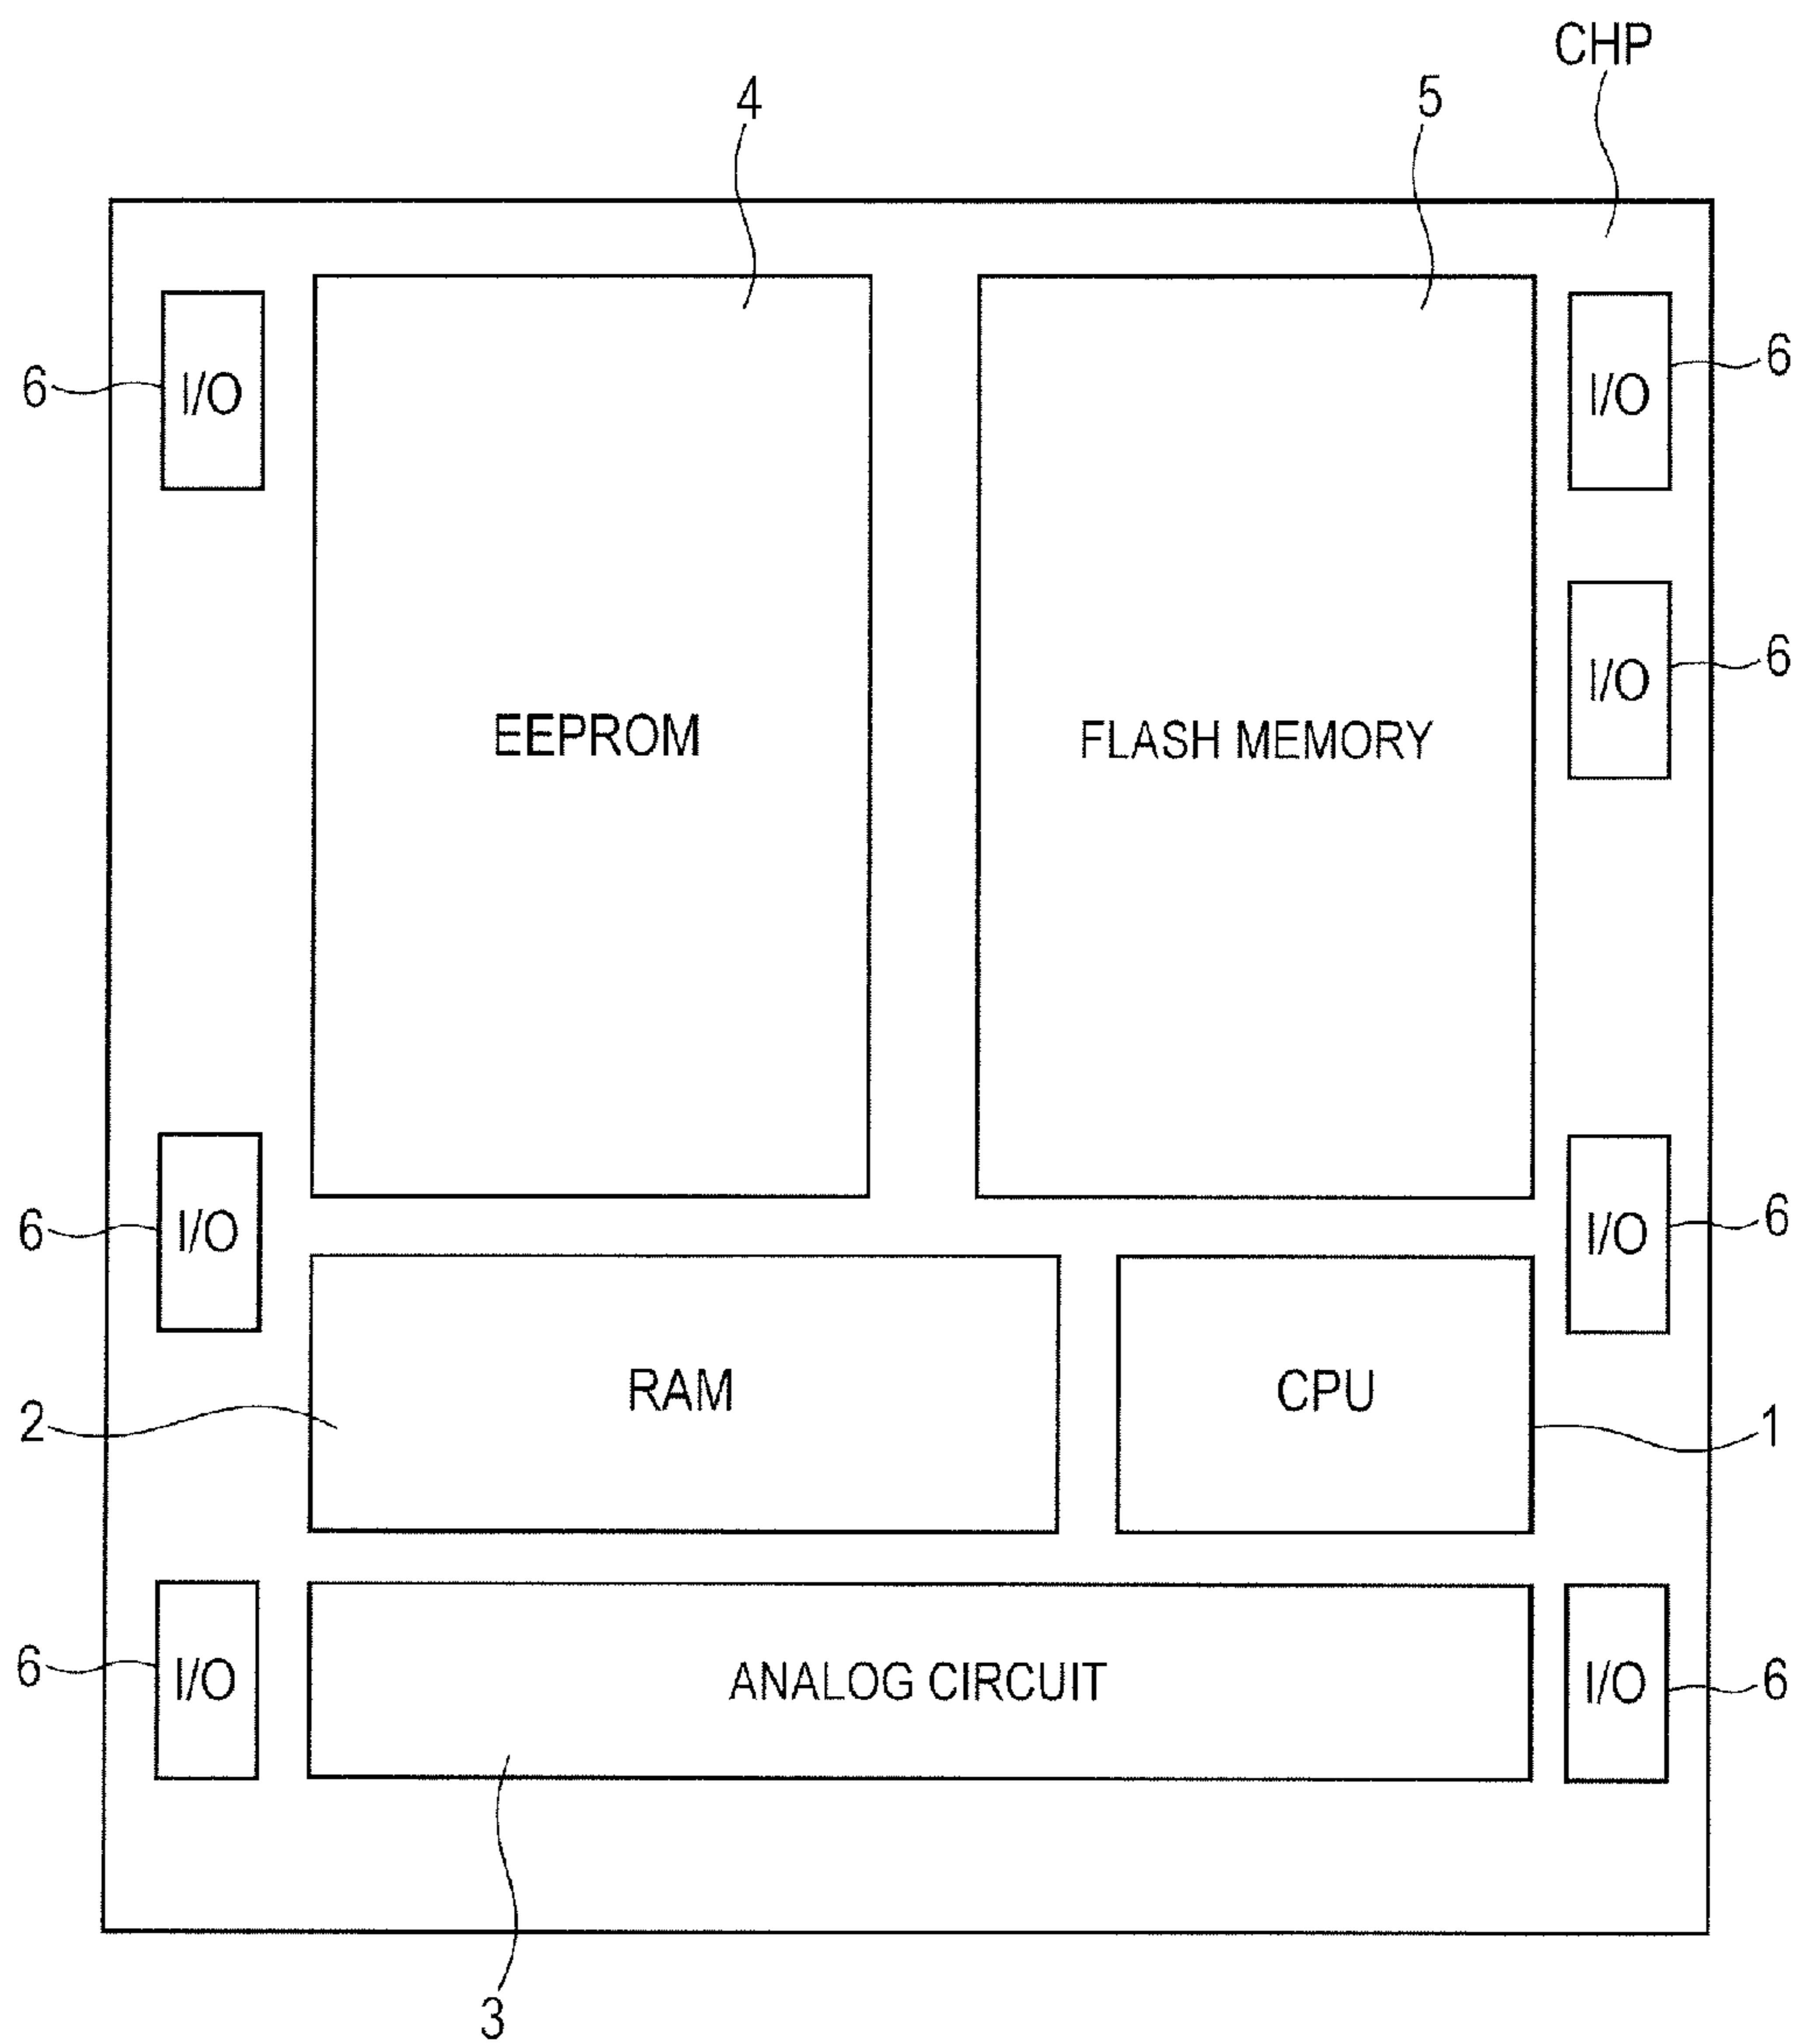 CHP
4
5
6
I/O
I/O
6
I/O
6
EEPROM
FLASH MEMORY
6
I/O
I/O
6
RAM
CPU
2
1
6
I/O
ANALOG CIRCUIT
I/O
6
3